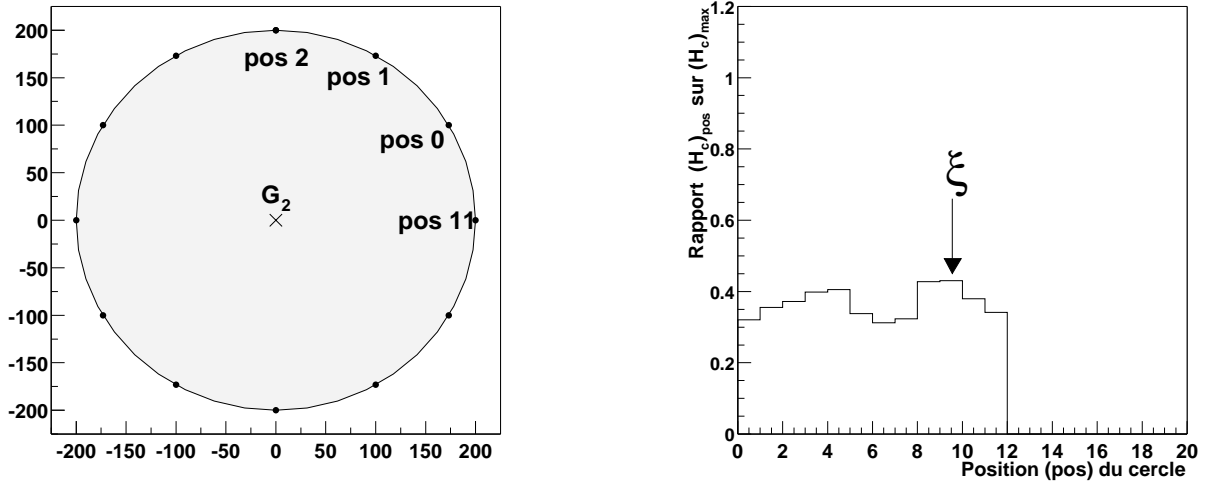 200
150
100
50
0
-50
-100
-150
-200
pos 2
pos 1
pos 0
G2
pos 11
-200 -150 -100 -50 0 50 100 150 200
Rapport (Hc)pos sur (Hc)max
1.2
1
0.8
0.6
0.4
0.2
0
ξ
0 2 4 6 8 10 12 14 16 18 20
Position (pos) du cercle